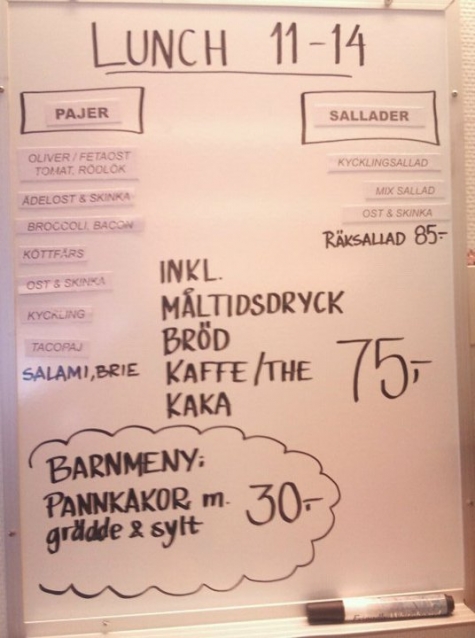 LUNCH 11-14
PAJER
OLIVER / FETAOST
TOMAT, RÖDLÖK
ÄDELOST & SKINKA
BROCCOLI, BACON
KÖTTFÄRS
OST & SKINKA
KYCKLING
TACOPAJ
SALAMI, BRIE
SALLADER
KYCKLINGSALLAD
MIX SALLAD
OST & SKINKA
RÄKSALLAD 85:-
INKL.
MÅLTIDSDRYCK
BRÖD
KAFFE/THE
KAKA
75:-
BARNMENY:
PANNKAKOR m.
grädde & sylt
30:-